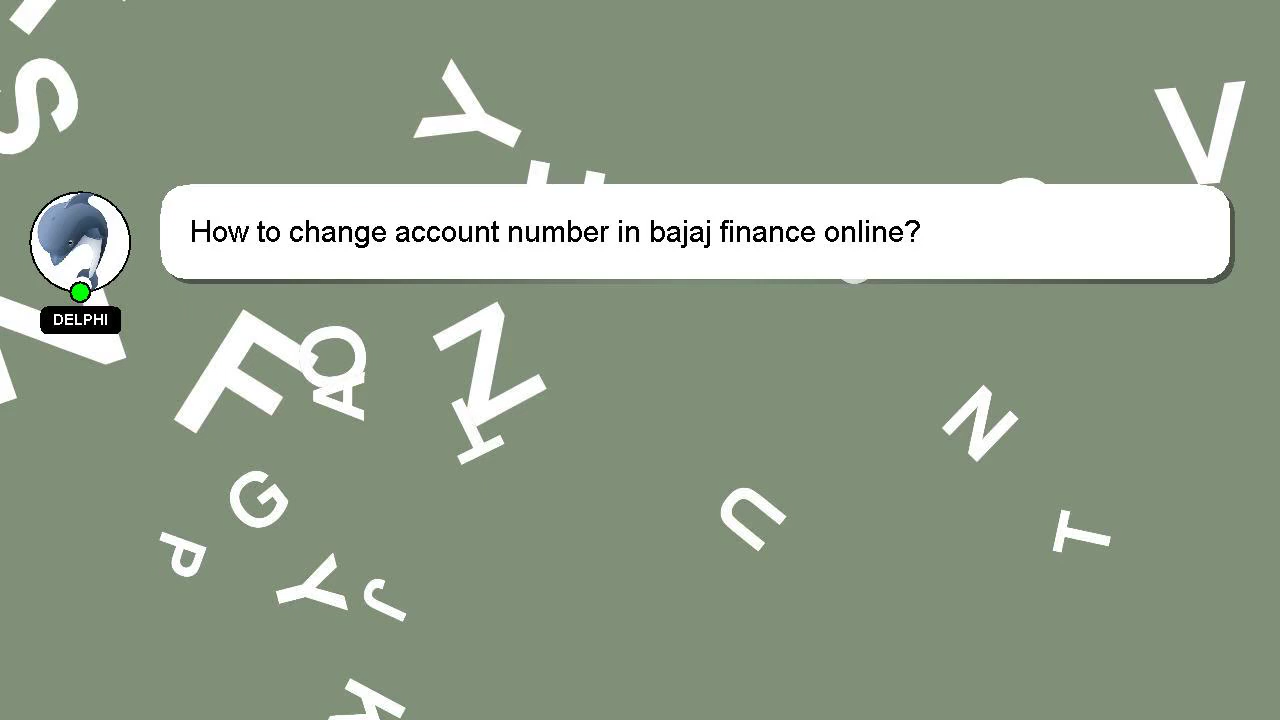 How to change account number in bajaj finance online?
DELPHI
S
Y
V
F
Q
A
Z
I
N
G
U
T
P
Y
J
K